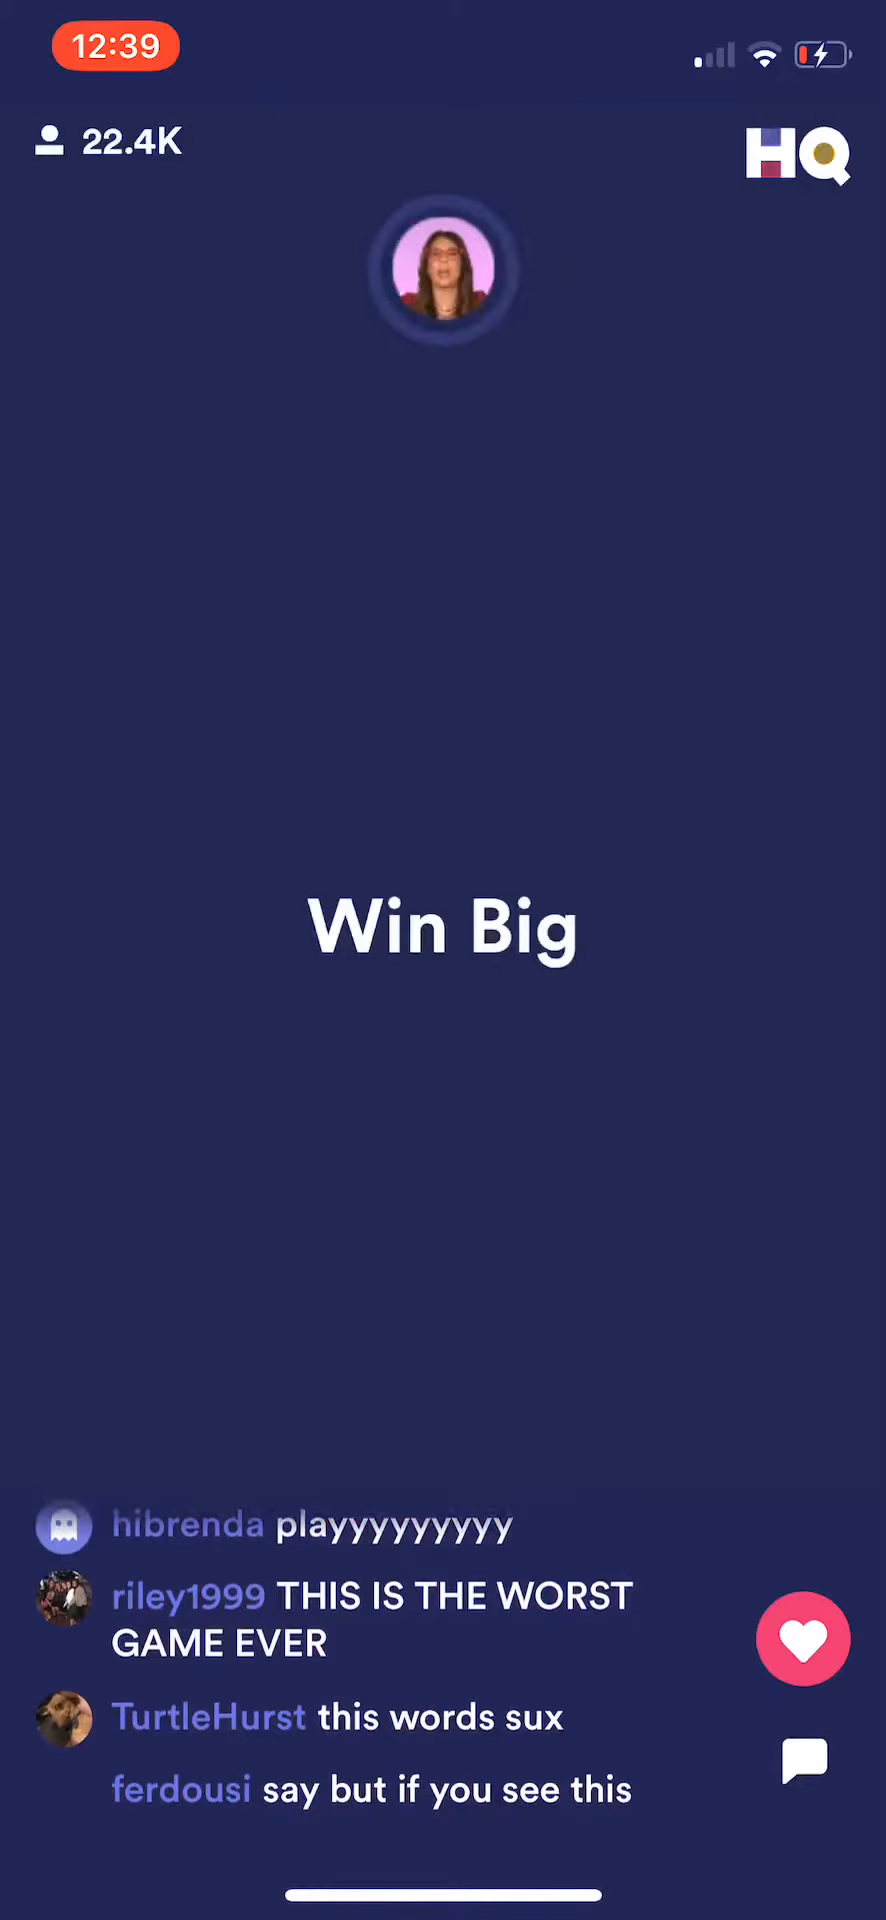 12:39
22.4K
HQ
Win Big
hibrenda playyyyyyyyy
riley1999 THIS IS THE WORST
GAME EVER
TurtleHurst this words sux
ferdousi say but if you see this